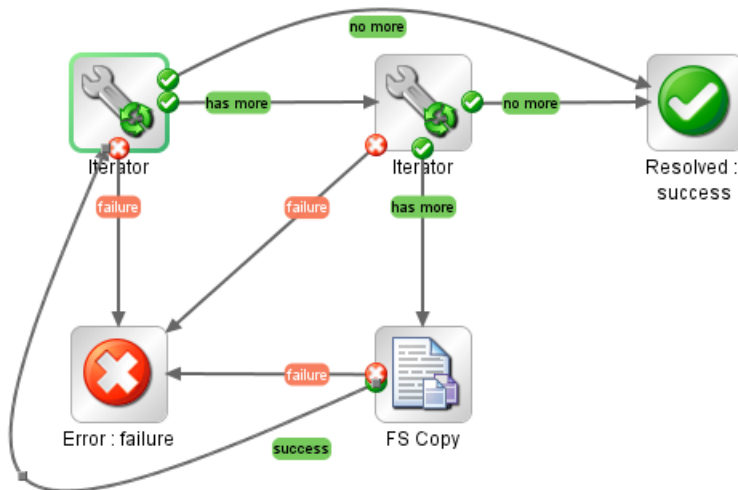 no more
has more
no more
Iterator
Iterator
Resolved :
success
failure
failure
has more
failure
Error : failure
FS Copy
success